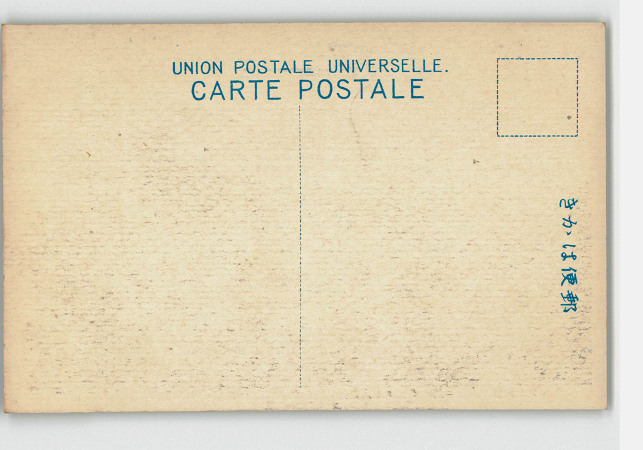 UNION POSTALE UNIVERSELLE.
CARTE POSTALE
郵便はかき